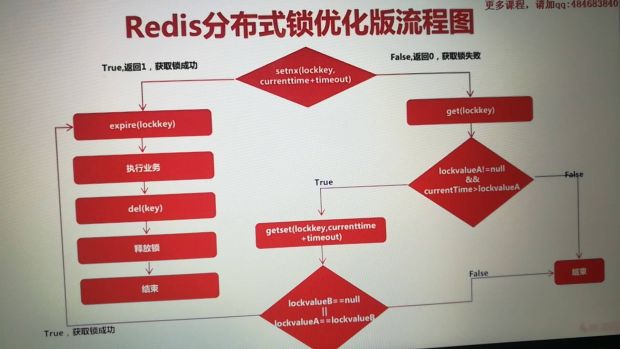 更多课程，请加qq:484683840
Redis分布式锁优化版流程图
True,返回1，获取锁成功
setnx(lockkey,
currenttime+timeout)
False,返回0，获取锁失败
expire(lockkey)
get(lockkey)
执行业务
lockvalueA!=null
&&
currentTime>lockvalueA
False
True
del(key)
getset(lockkey,currenttime
+timeout)
释放锁
结束
结束
False
lockvalueB==null
||
lockvalueA==lockvalueB
True，获取锁成功